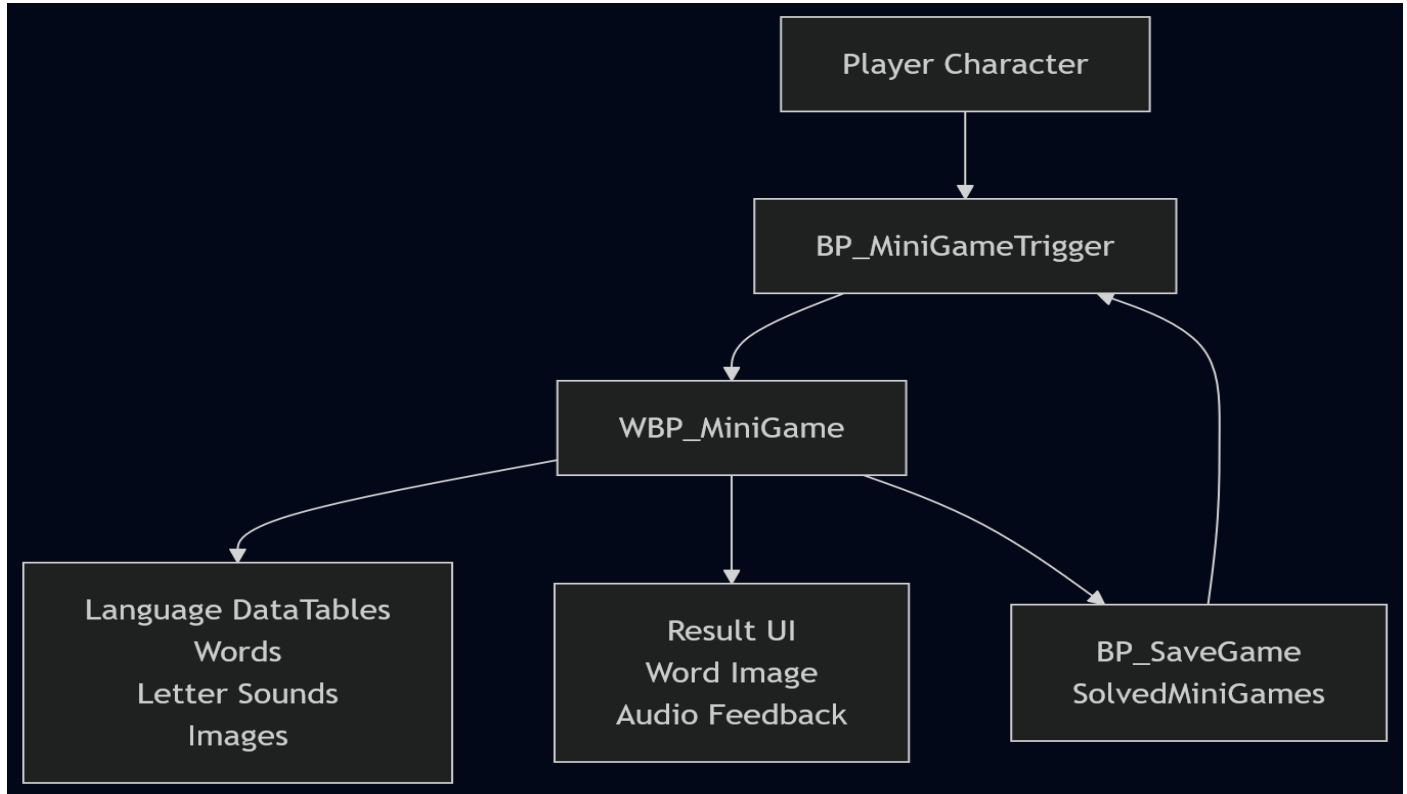 Player Character
BP_MiniGameTrigger
WBP_MiniGame
Language DataTables
Words
Letter Sounds
Images
Result UI
Word Image
Audio Feedback
BP_SaveGame
SolvedMiniGames